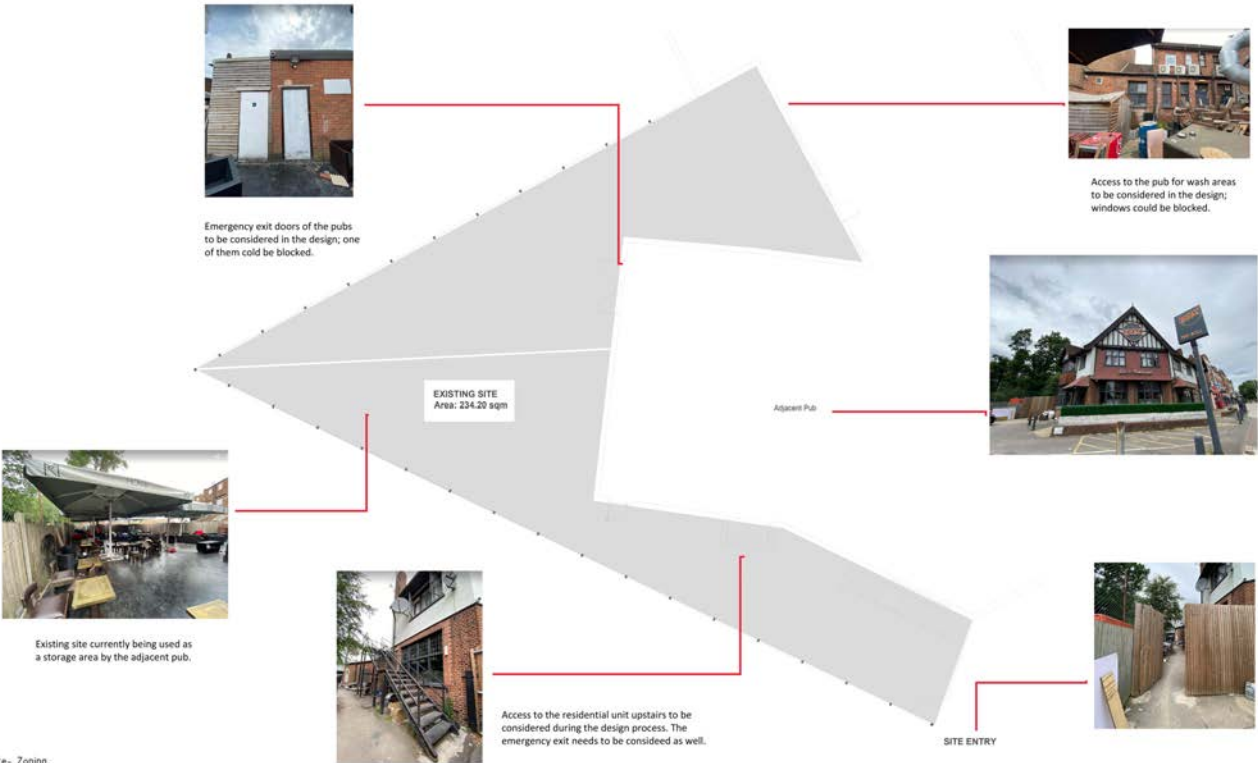 Emergency exit doors of the pubs
to be considered in the design; one
of them cold be blocked.
Access to the pub for wash areas
to be considered in the design;
windows could be blocked.
EXISTING SITE
Area: 234.20 sqm
Adjacent Pub
Existing site currently being used as
a storage area by the adjacent pub.
Access to the residential unit upstairs to be
considered during the design process. The
emergency exit needs to be consideed as well.
SITE ENTRY
Zoning